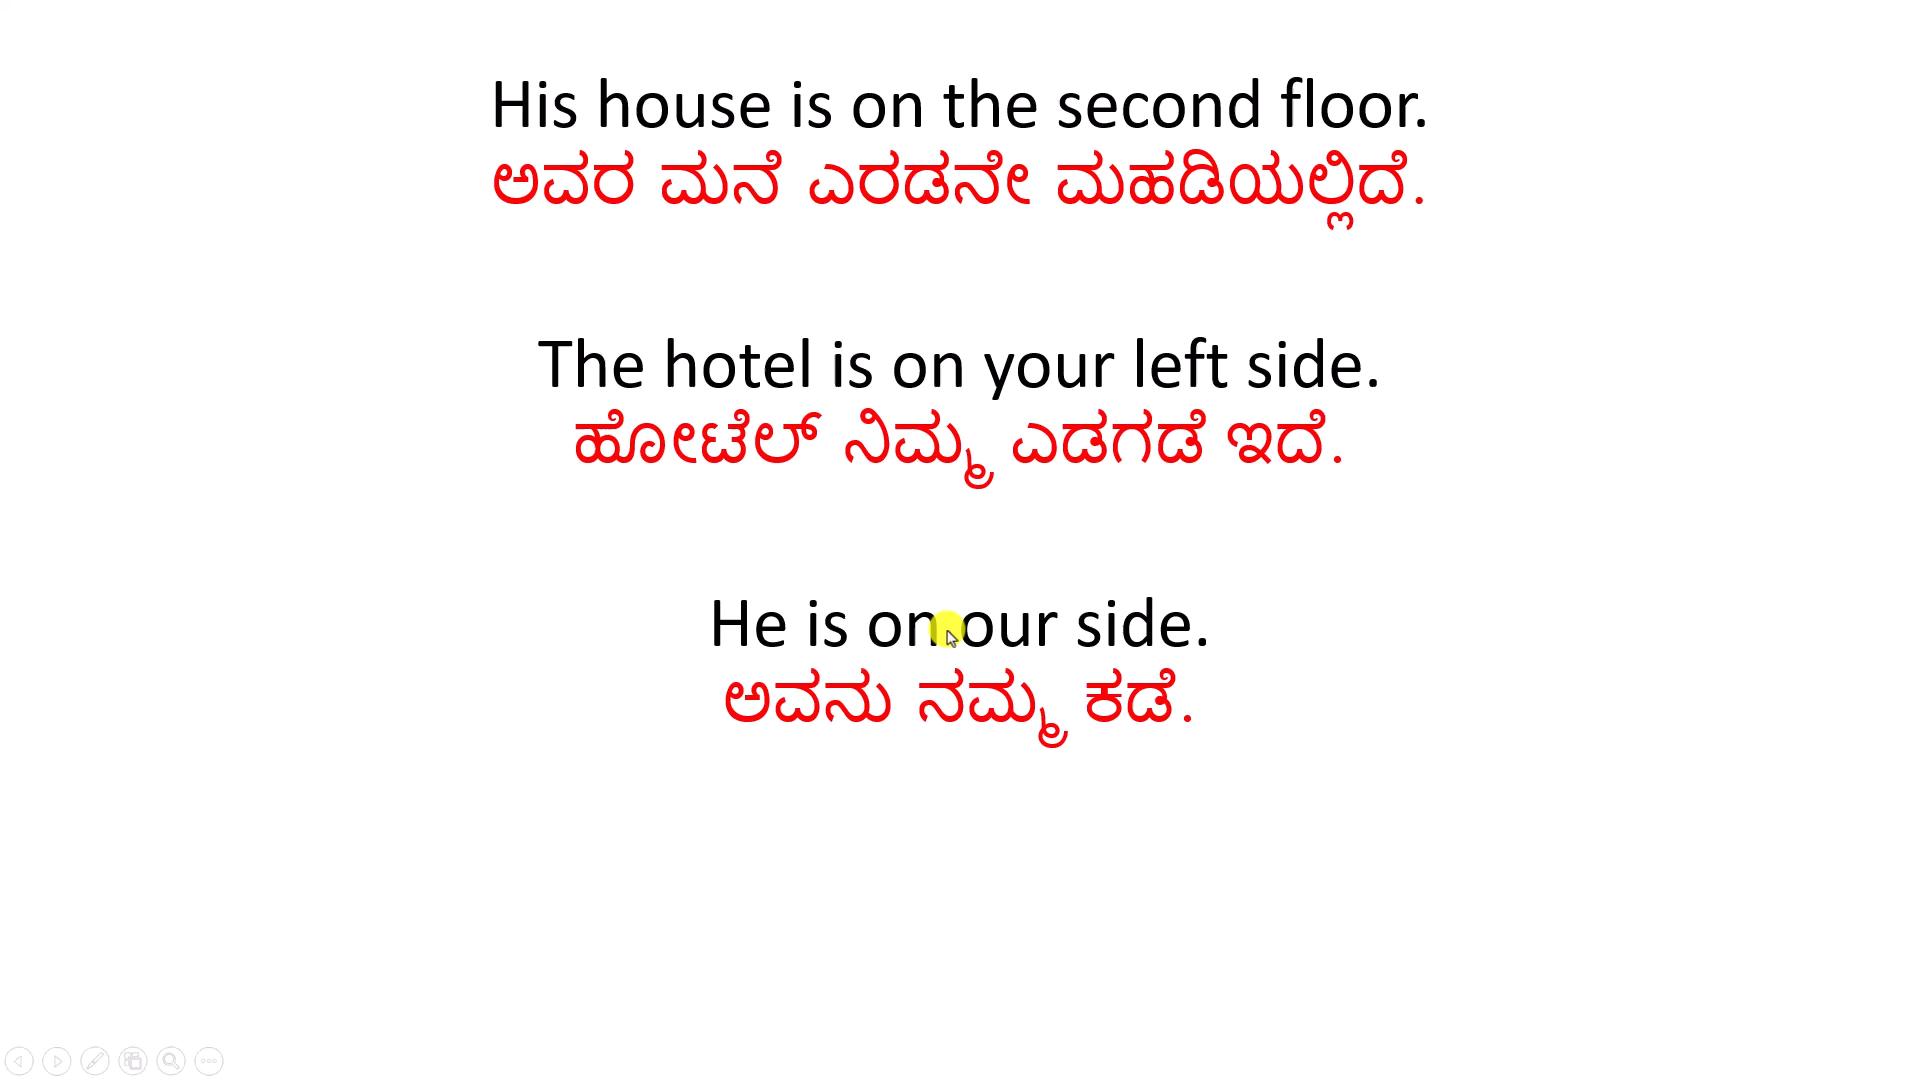 His house is on the second floor.
ಅವರ ಮನೆ ಎರಡನೇ ಮಹಡಿಯಲ್ಲಿದೆ.
The hotel is on your left side.
ಹೋಟೆಲ್ ನಿಮ್ಮ ಎಡಗಡೆ ಇದೆ.
He is on our side.
ಅವನು ನಮ್ಮ ಕಡೆ.